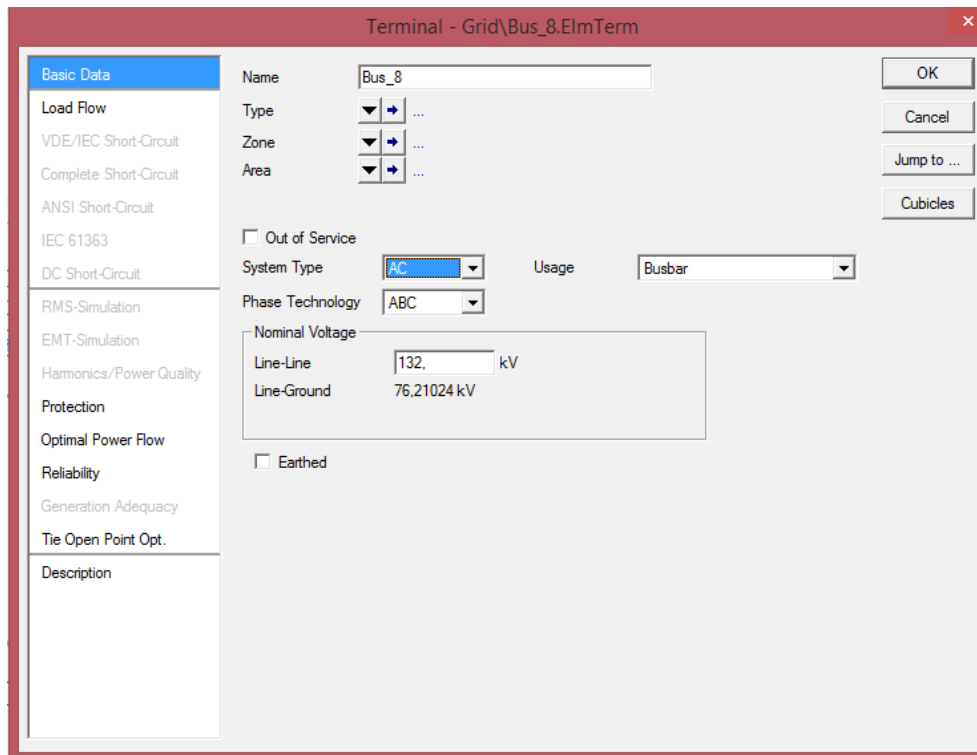 Terminal - Grid\Bus_8.ElmTerm
Basic Data
Load Flow
VDE/IEC Short-Circuit
Complete Short-Circuit
ANSI Short-Circuit
IEC 61363
DC Short-Circuit
RMS-Simulation
EMT-Simulation
Harmonics/Power Quality
Protection
Optimal Power Flow
Reliability
Generation Adequacy
Tie Open Point Opt.
Description
Name Bus_8
Type ...
Zone ...
Area ...
Out of Service
System Type AC Usage Busbar
Phase Technology ABC
Nominal Voltage
Line-Line 132, kV
Line-Ground 76,21024 kV
Earthed
OK
Cancel
Jump to ...
Cubicles